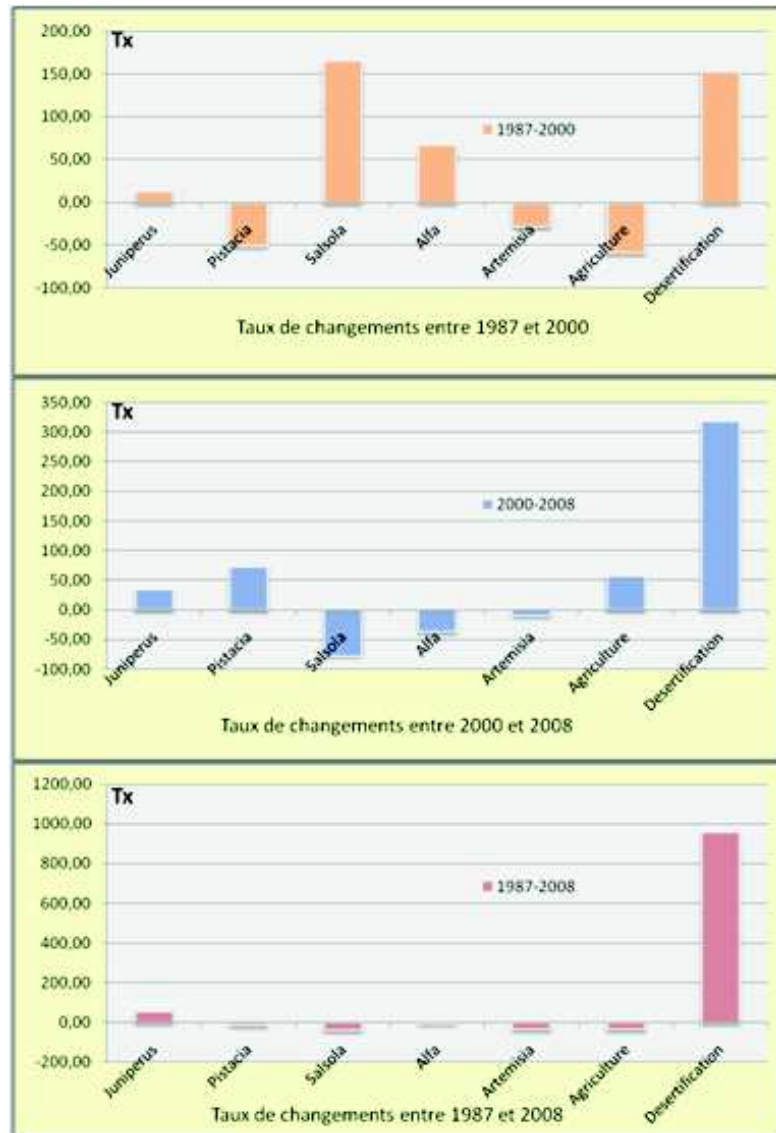 200,00
Tx
150,00
100,00
1987-2000
50,00
0,00
-50,00
-100,00
Juniperus
Pistacia
Salsola
Alfa
Artemisia
Agriculture
Desertification
Taux de changements entre 1987 et 2000
350,00
Tx
300,00
250,00
200,00
2000-2008
150,00
100,00
50,00
0,00
-50,00
-100,00
Juniperus
Pistacia
Salsola
Alfa
Artemisia
Agriculture
Desertification
Taux de changements entre 2000 et 2008
1200,00
Tx
1000,00
800,00
1987-2008
600,00
400,00
200,00
0,00
-200,00
Juniperus
Pistacia
Salsola
Alfa
Artemisia
Agriculture
Desertification
Taux de changements entre 1987 et 2008